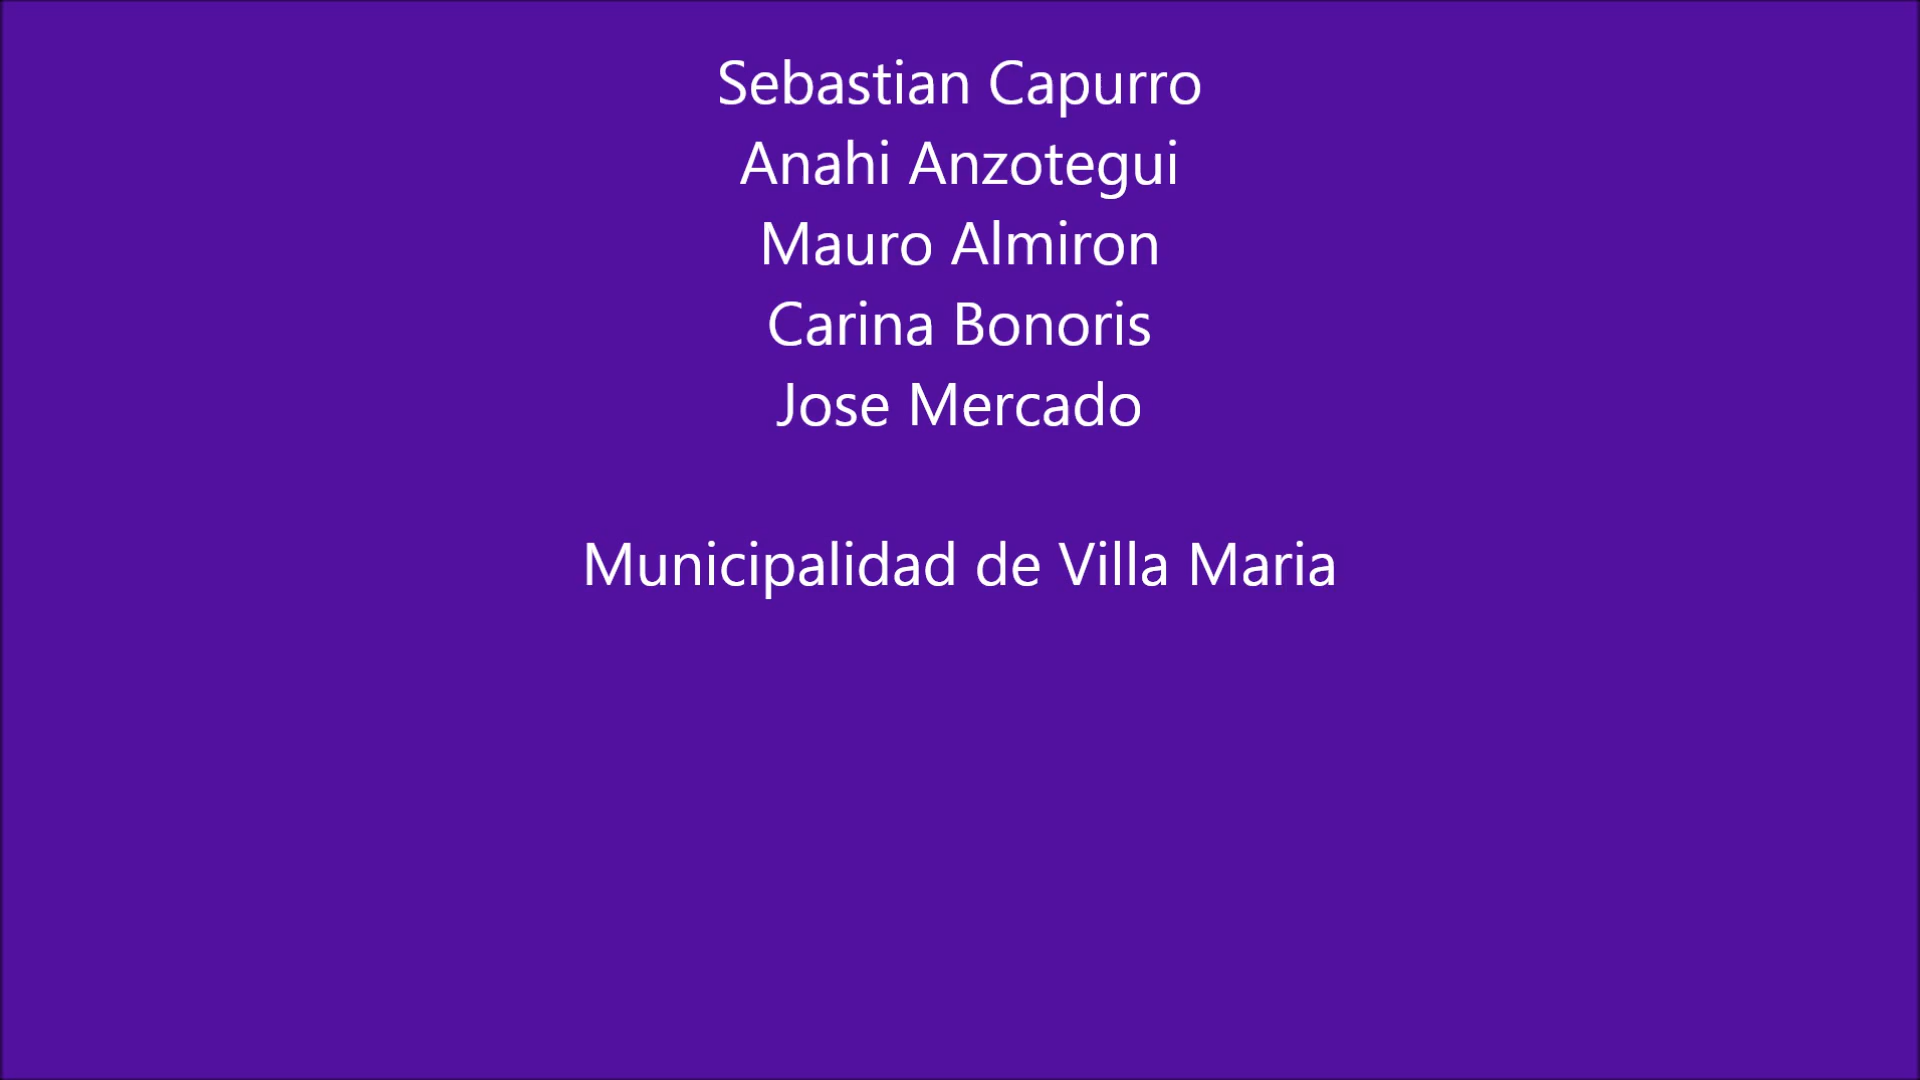 Sebastian Capurro
Anahi Anzotegui
Mauro Almiron
Carina Bonoris
Jose Mercado
Municipalidad de Villa Maria